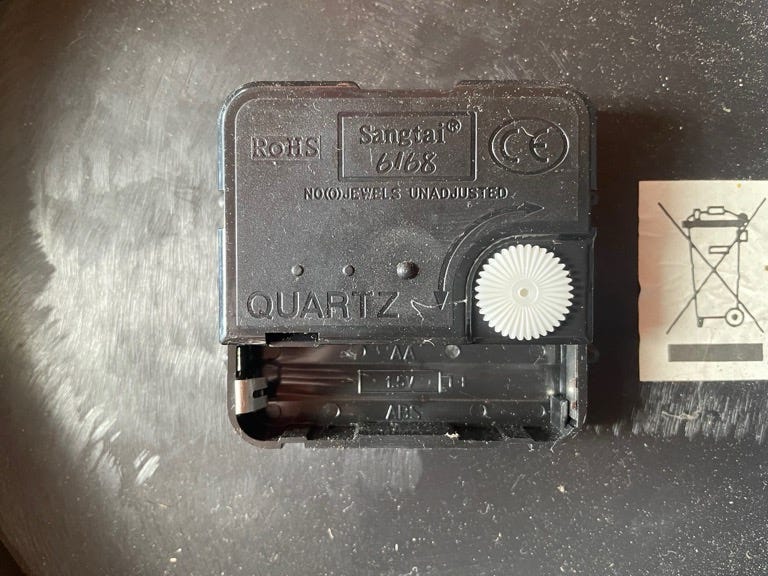 RoHS
Sangtai®
6168
CE
NO(0)JEWELS UNADJUSTED
QUARTZ
AA
1.5V
ABS